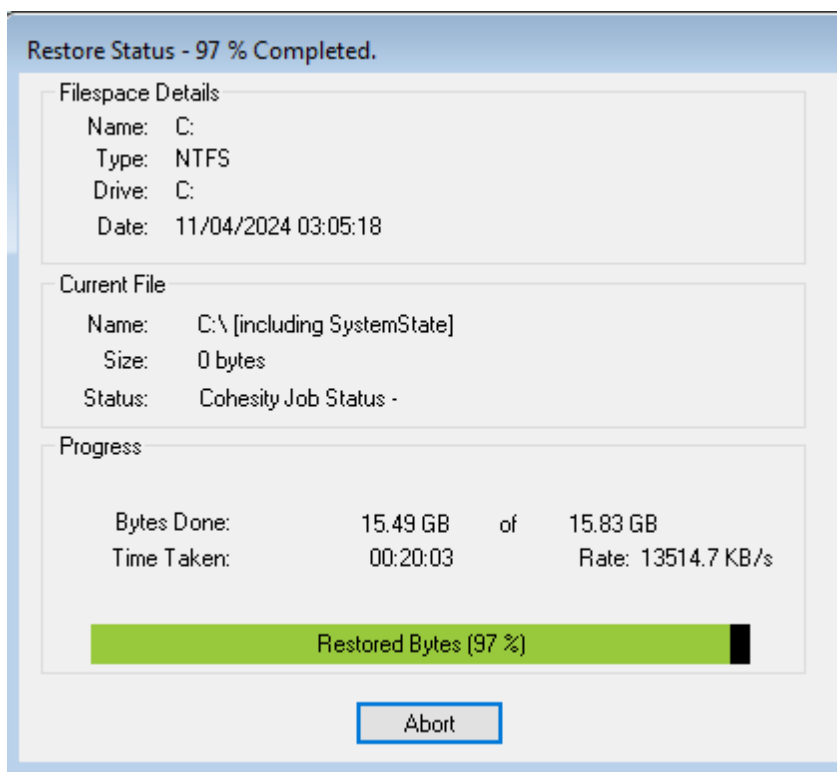 Restore Status - 97 % Completed.
Filespace Details
Name: C:
Type: NTFS
Drive: C:
Date: 11/04/2024 03:05:18
Current File
Name: C:\ [including SystemState]
Size: 0 bytes
Status: Cohesity Job Status -
Progress
Bytes Done: 15.49 GB of 15.83 GB
Time Taken: 00:20:03 Rate: 13514.7 KB/s
Restored Bytes (97 %)
Abort